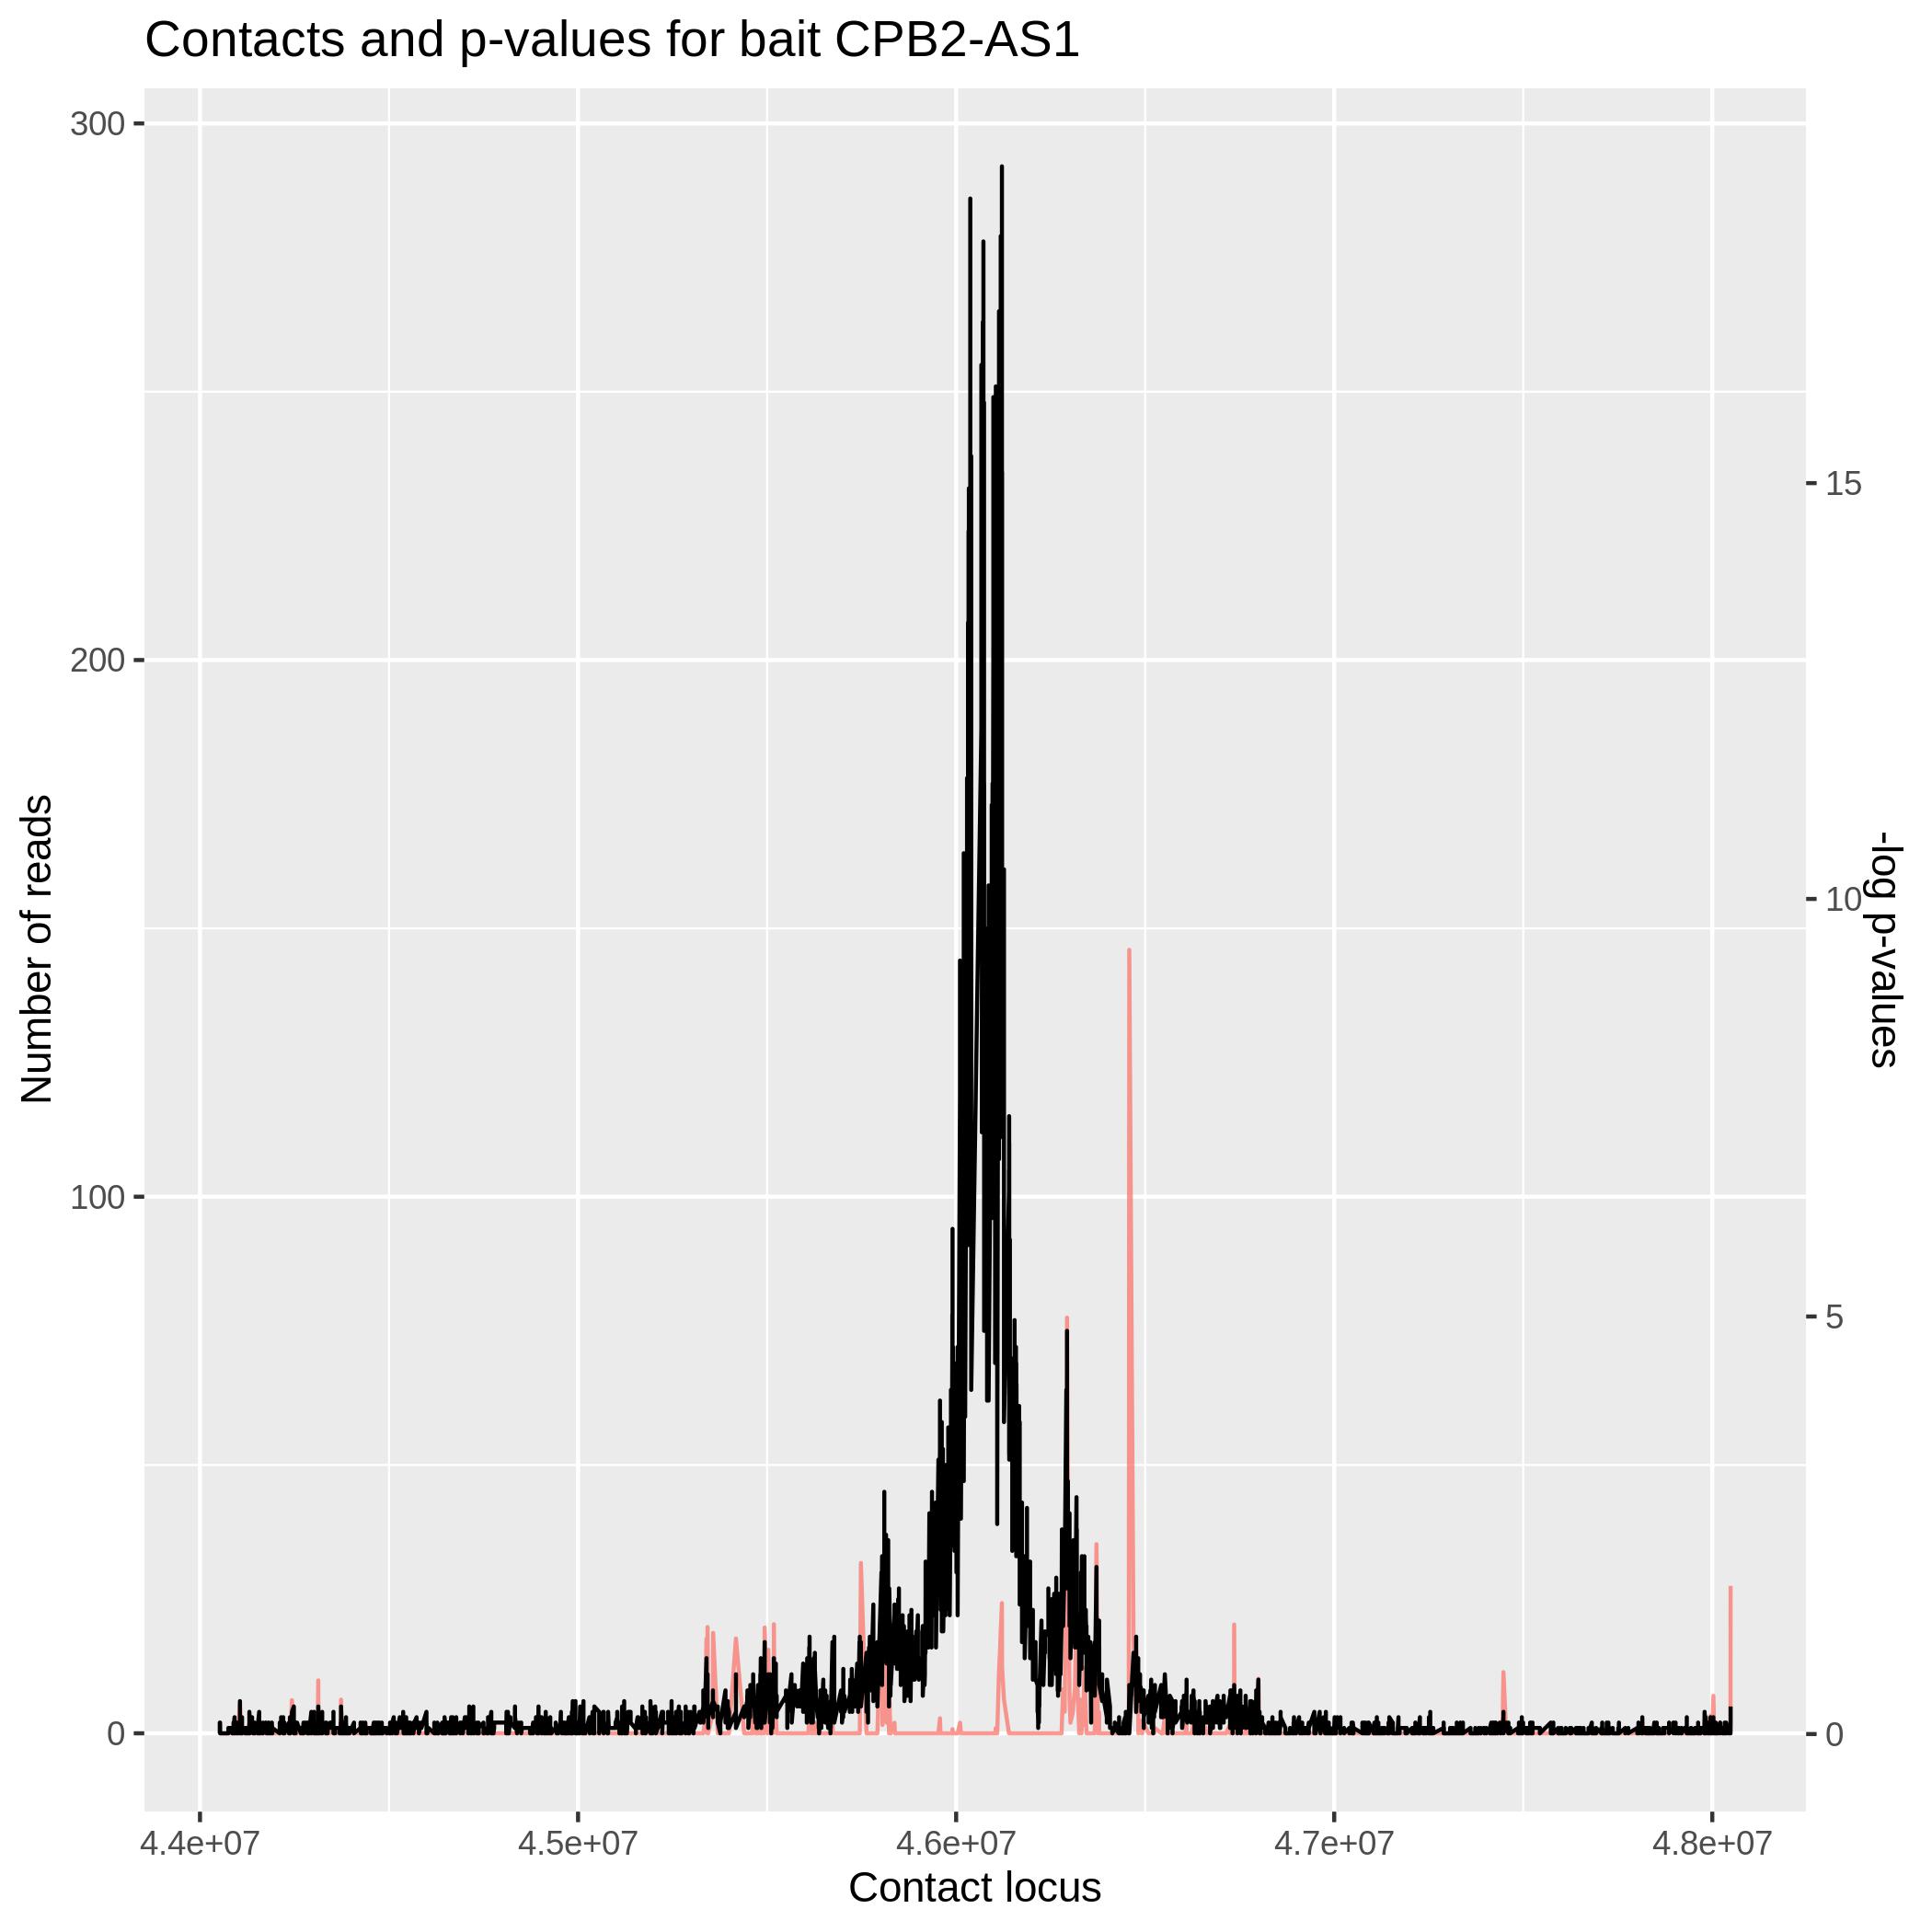 Contacts and p-values for bait CPB2-AS1
300
200
100
0
Number of reads
15
10
5
0
-log p-values
4.4e+07 4.5e+07 4.6e+07 4.7e+07 4.8e+07
Contact locus